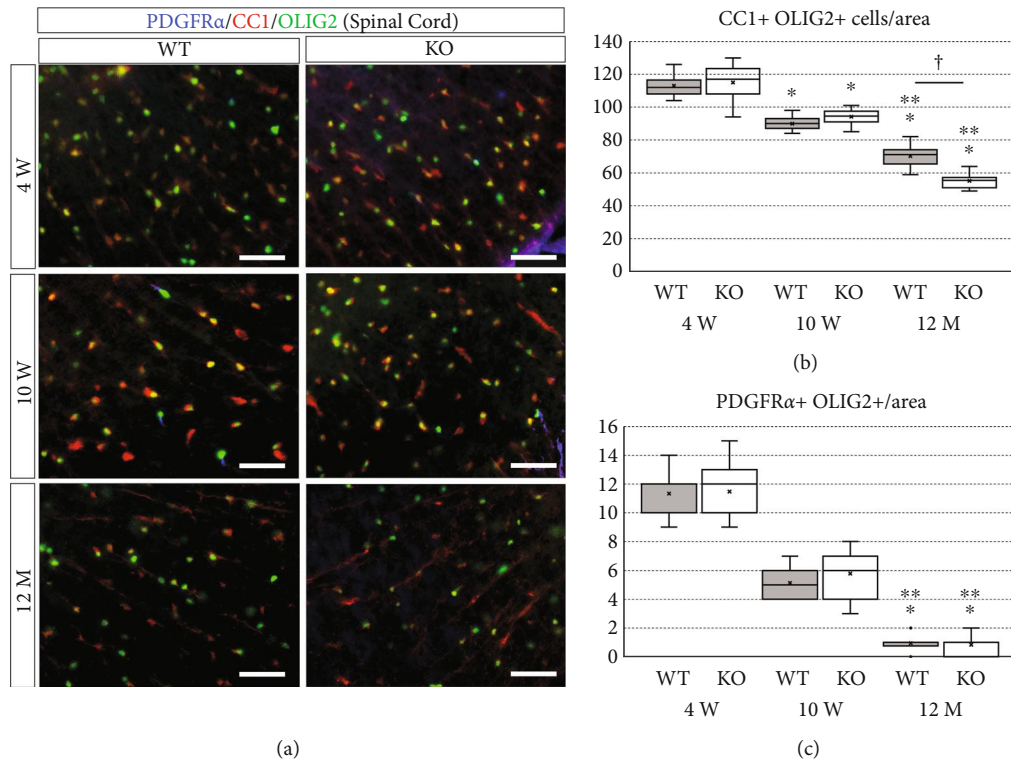 PDGFRα/CC1/OLIG2 (Spinal Cord)
WT
KO
4 W
10 W
12 M
(a)
CC1+ OLIG2+ cells/area
140
120
100
80
60
40
20
0
*
*
**
*
†
**
*
WT KO WT KO WT KO
4 W 10 W 12 M
(b)
PDGFRα+ OLIG2+/area
16
14
12
10
8
6
4
2
0
**
*
**
*
WT KO WT KO WT KO
4 W 10 W 12 M
(c)